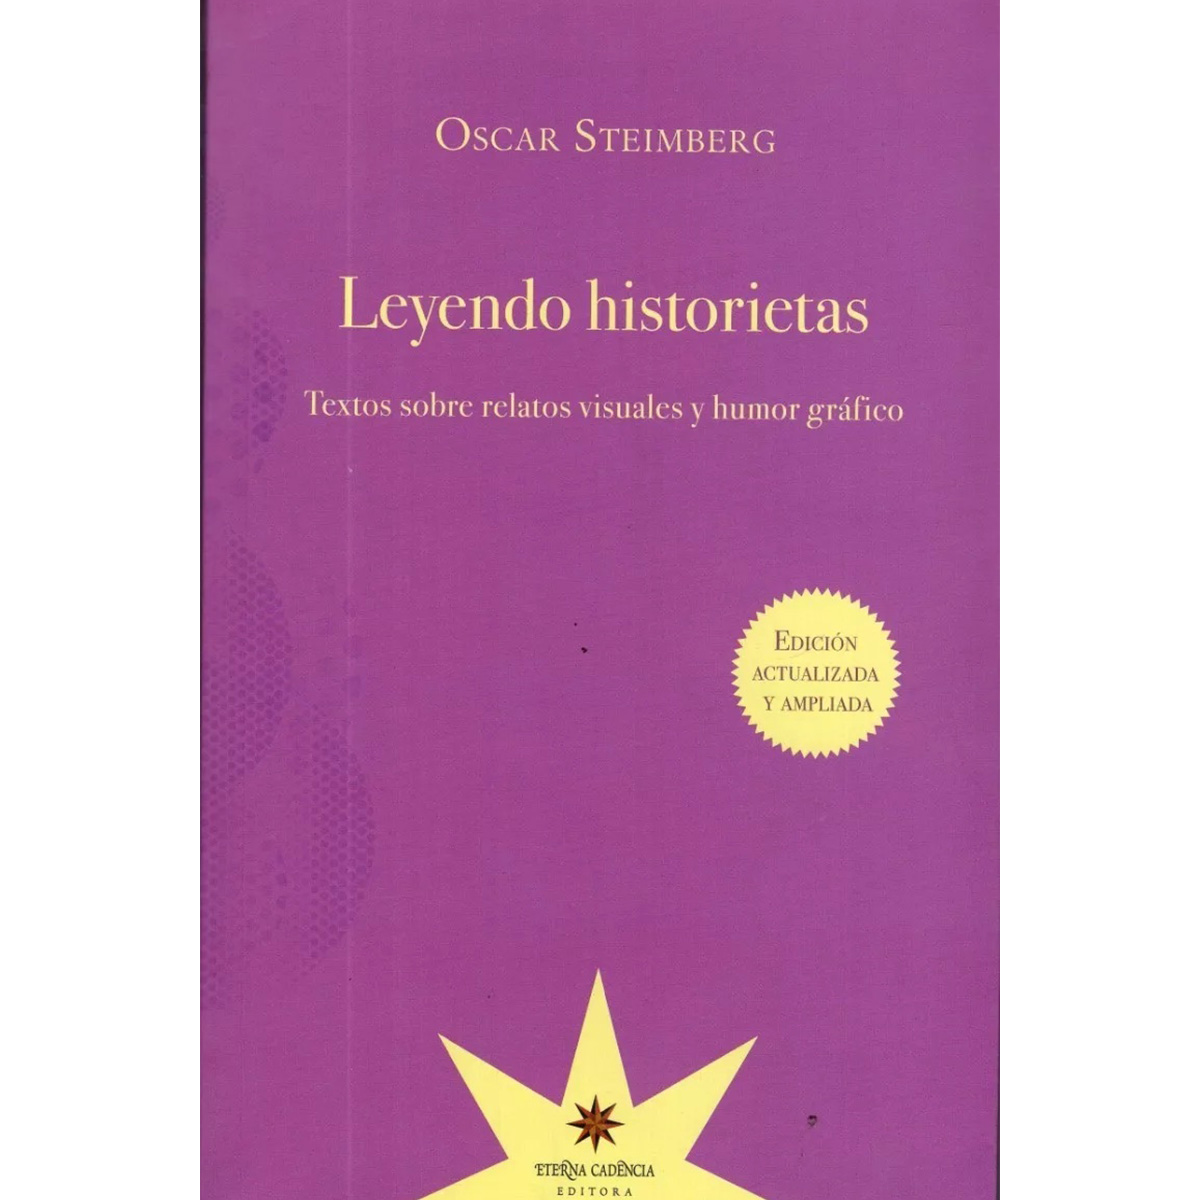 OSCAR STEIMBERG
Leyendo historietas
Textos sobre relatos visuales y humor gráfico
EDICIÓN
ACTUALIZADA
Y AMPLIADA
ETERNA CADENCIA
EDITORA